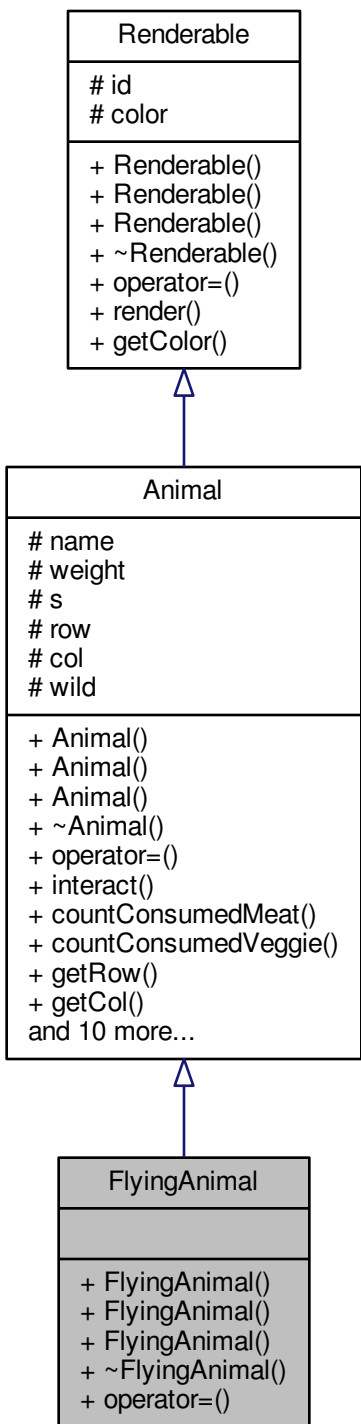 Renderable
# id
# color
+ Renderable()
+ Renderable()
+ Renderable()
+ ~Renderable()
+ operator=()
+ render()
+ getColor()
Animal
# name
# weight
# s
# row
# col
# wild
+ Animal()
+ Animal()
+ Animal()
+ ~Animal()
+ operator=()
+ interact()
+ countConsumedMeat()
+ countConsumedVeggie()
+ getRow()
+ getCol()
and 10 more...
FlyingAnimal
+ FlyingAnimal()
+ FlyingAnimal()
+ FlyingAnimal()
+ ~FlyingAnimal()
+ operator=()